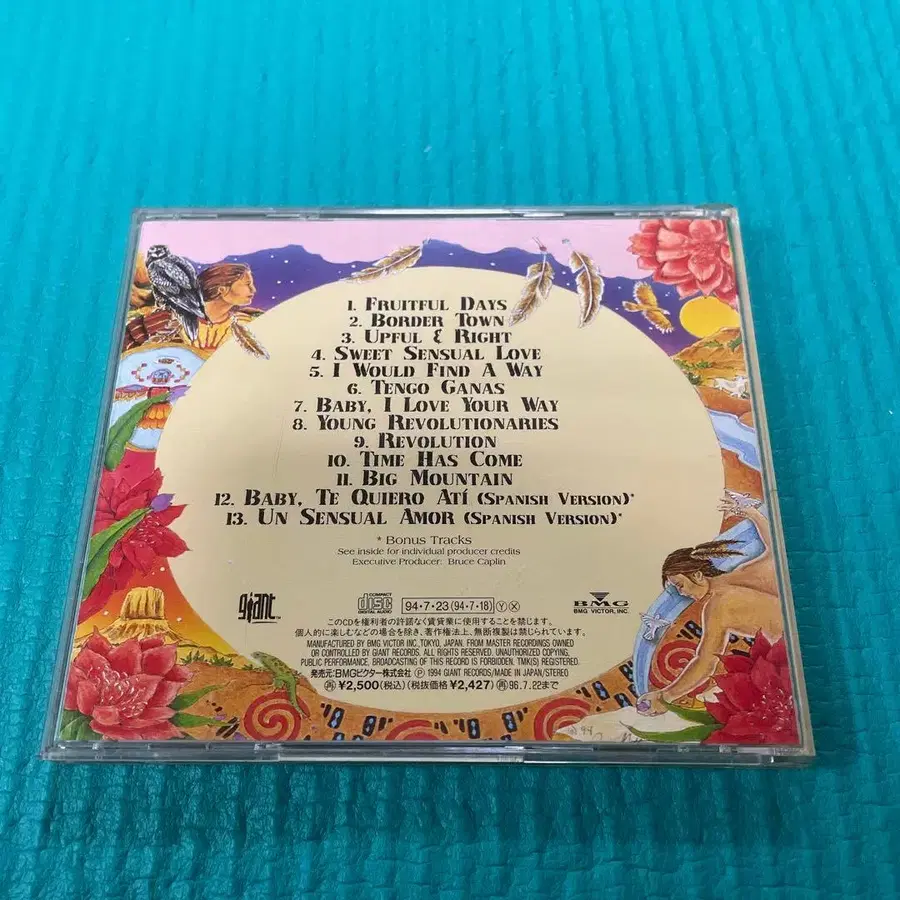 1. Fruitful Days
2. Border Town
3. Upful & Right
4. Sweet Sensual Love
5. I Would Find A Way
6. Tengo Ganas
7. Baby, I Love Your Way
8. Young Revolutionaries
9. Revolution
10. Time Has Come
11. Big Mountain
12. Baby, Te Quiero Atí (Spanish Version)*
13. Un Sensual Amor (Spanish Version)*
* Bonus Tracks
See inside for individual producer credits
Executive Producer: Bruce Caplin
giant
COMPACT disc DIGITAL AUDIO
94・7・23 (94・7・18) Y X
BMG
BMG VICTOR, INC.
このCDを権利者の許諾なく賃貸業に使用することを禁じます。
個人的に楽しむなどの場合を除き、著作権法上、無断複製は禁じられています。
MANUFACTURED BY BMG VICTOR INC., TOKYO, JAPAN. FROM MASTER RECORDINGS OWNED
OR CONTROLLED BY GIANT RECORDS. ALL RIGHTS RESERVED. UNAUTHORIZED COPYING,
PUBLIC PERFORMANCE, BROADCASTING OF THIS RECORD IS FORBIDDEN. TMK(S) REGISTERED.
発売元:BMGビクター株式会社 Ⓟ 1994 GIANT RECORDS/MADE IN JAPAN/STEREO
再 ¥2,500(税込) (税抜価格 ¥2,427) 再 96.7.22まで